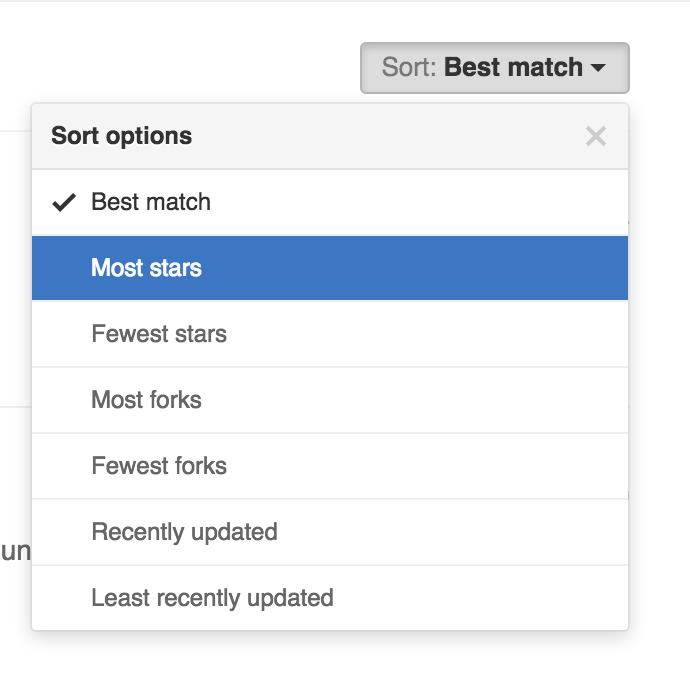 Sort: Best match
Sort options
Best match
Most stars
Fewest stars
Most forks
Fewest forks
Recently updated
un
Least recently updated